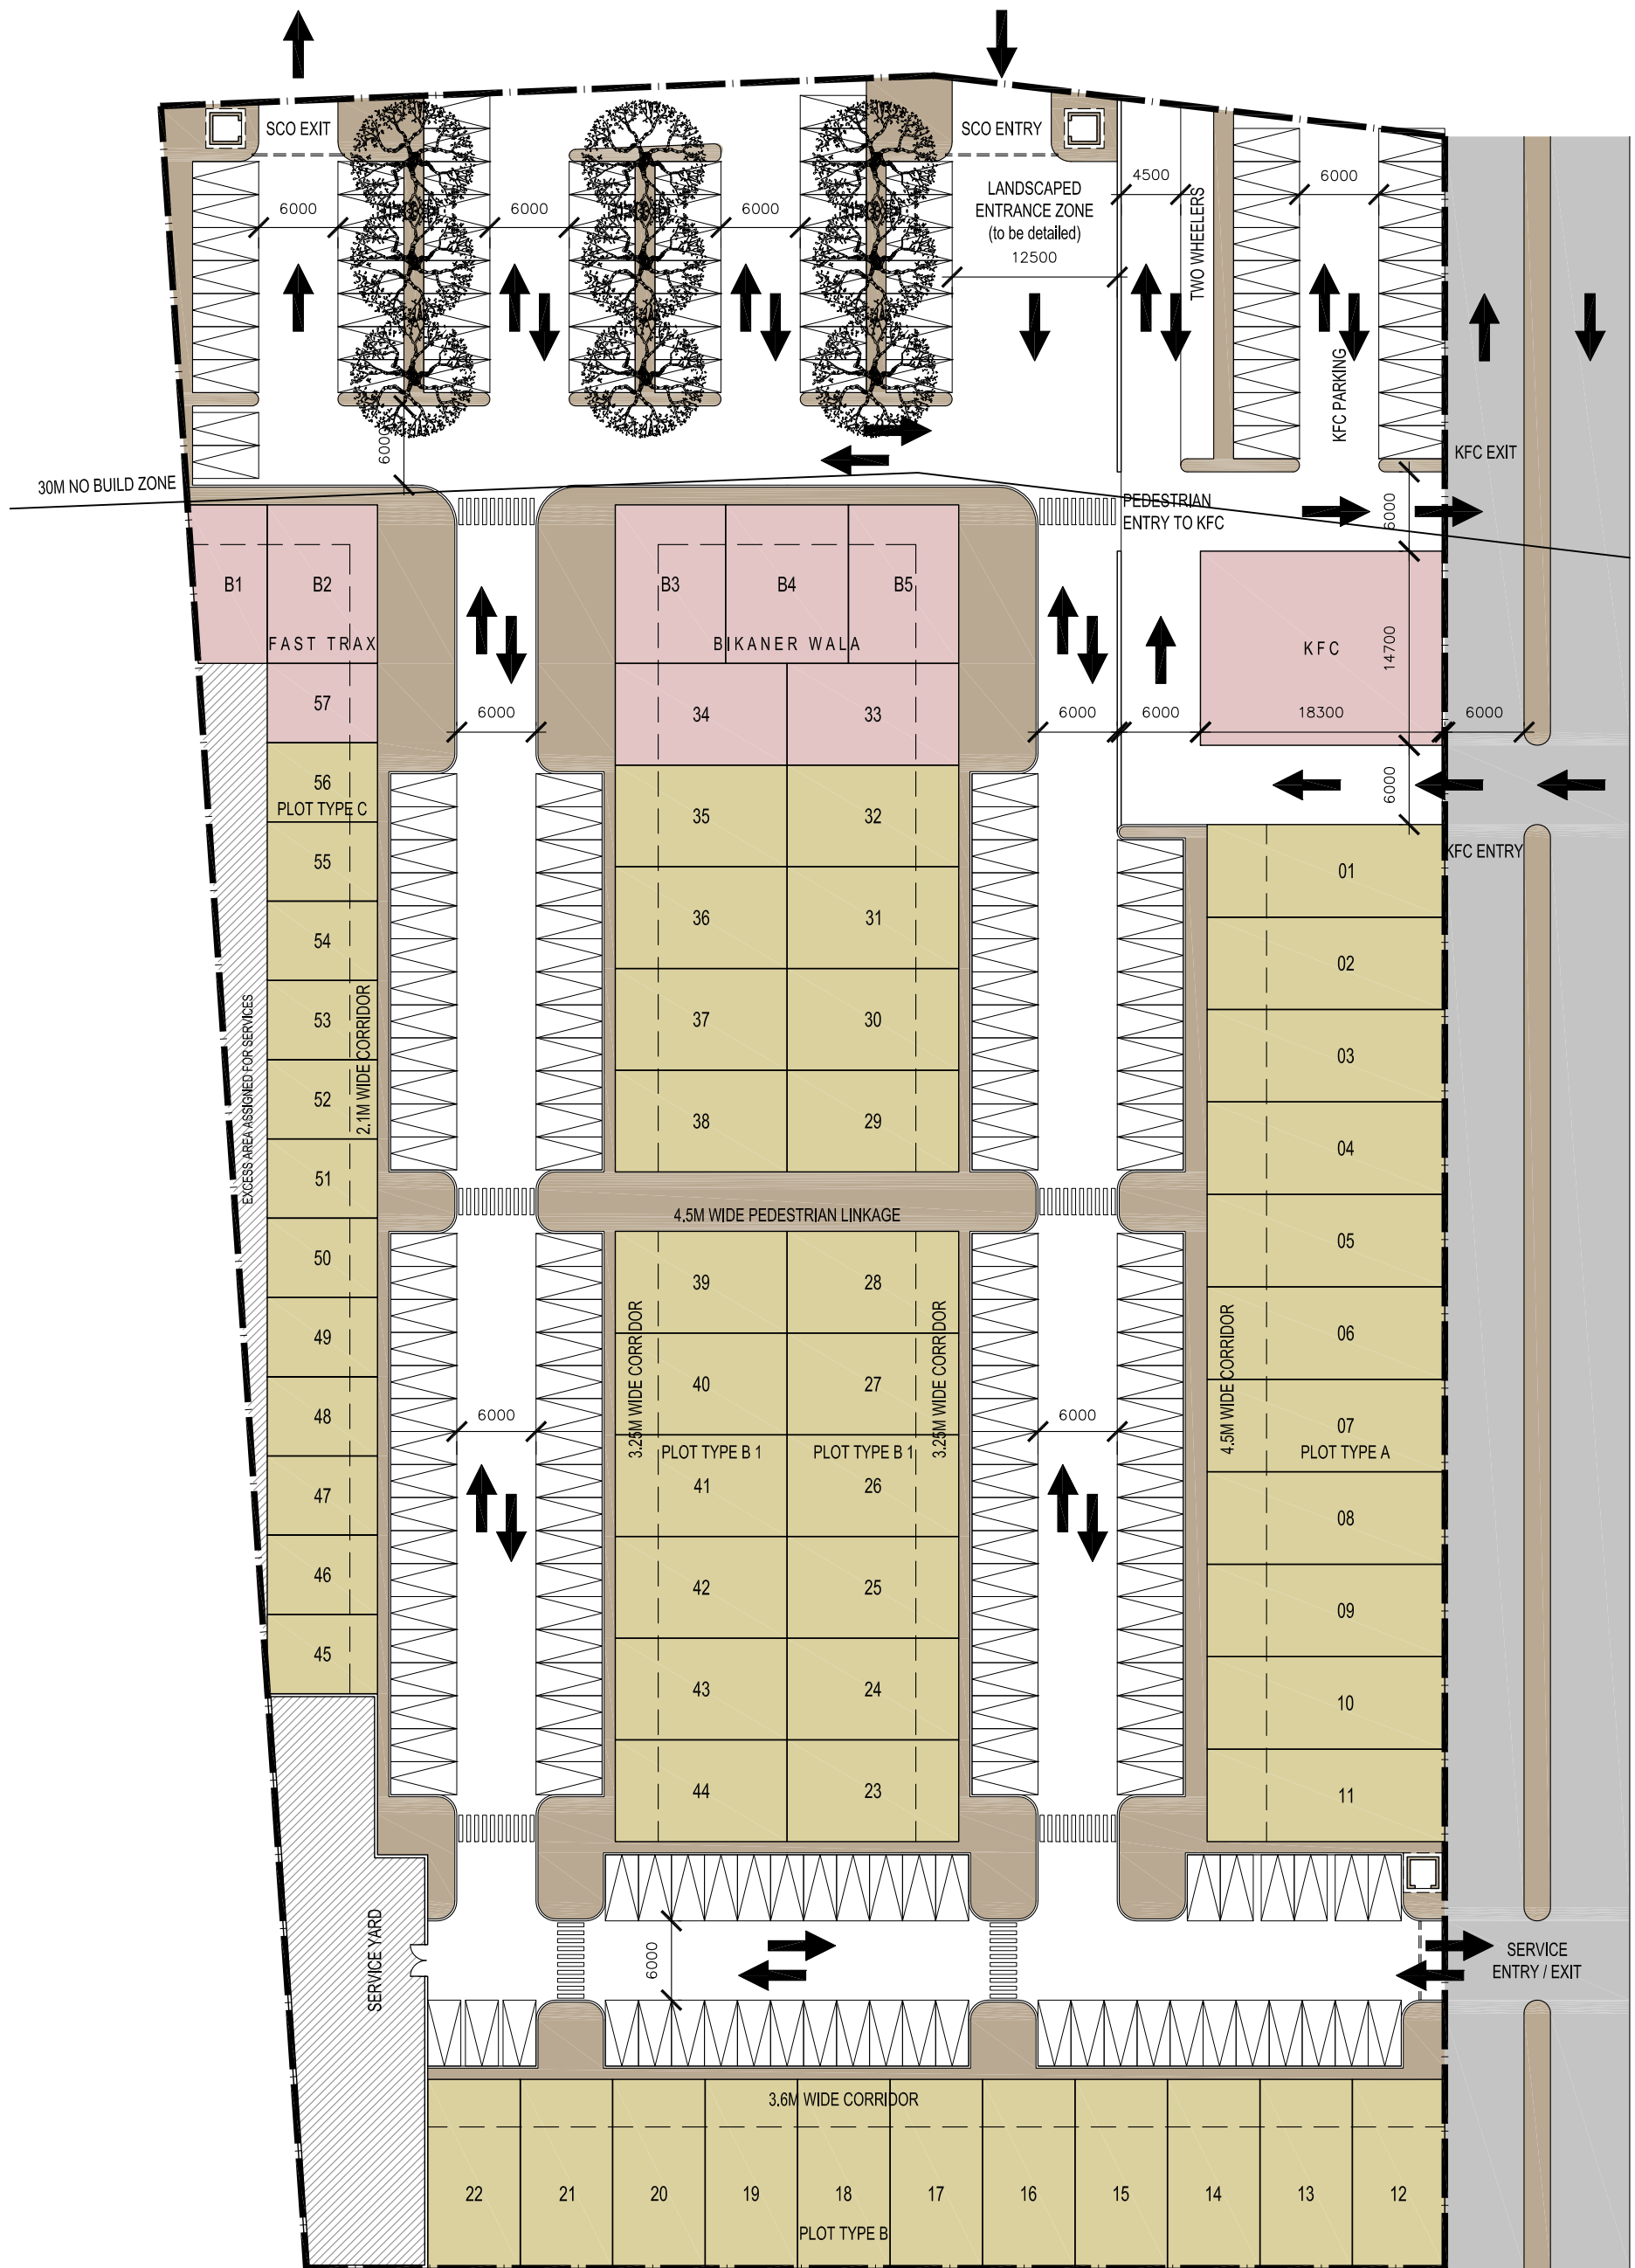 SCO EXIT
SCO ENTRY
LANDSCAPED
ENTRANCE ZONE
(to be detailed)
12500
4500
6000
6000
6000
6000
TWO WHEELERS
KFC PARKING
KFC EXIT
6000
30M NO BUILD ZONE
PEDESTRIAN
ENTRY TO KFC
6000
B1
B2
FAST TRAX
B3
B4
B5
BIKANER WALA
KFC
14700
57
34
33
6000
6000
6000
18300
6000
6000
KFC ENTRY
56
PLOT TYPE C
55
54
53
52
51
50
49
48
47
46
45
2.1M WIDE CORRIDOR
EXCESS AREA ASSIGNED FOR SERVICES
35
32
36
31
37
30
38
29
4.5M WIDE PEDESTRIAN LINKAGE
39
28
40
27
3.25M WIDE CORRIDOR
3.25M WIDE CORRIDOR
PLOT TYPE B 1
PLOT TYPE B 1
41
26
42
25
43
24
44
23
6000
6000
01
02
03
04
05
06
07
PLOT TYPE A
08
09
10
11
4.5M WIDE CORRIDOR
SERVICE YARD
6000
SERVICE
ENTRY / EXIT
3.6M WIDE CORRIDOR
22
21
20
19
18
17
16
15
14
13
12
PLOT TYPE B